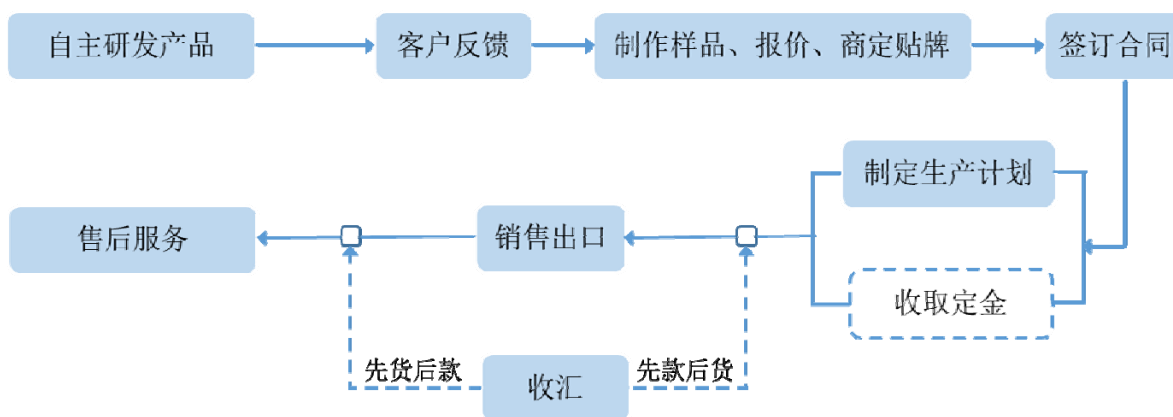 自主研发产品
客户反馈
制作样品、报价、商定贴牌
签订合同
制定生产计划
售后服务
销售出口
收取定金
先货后款
收汇
先款后货